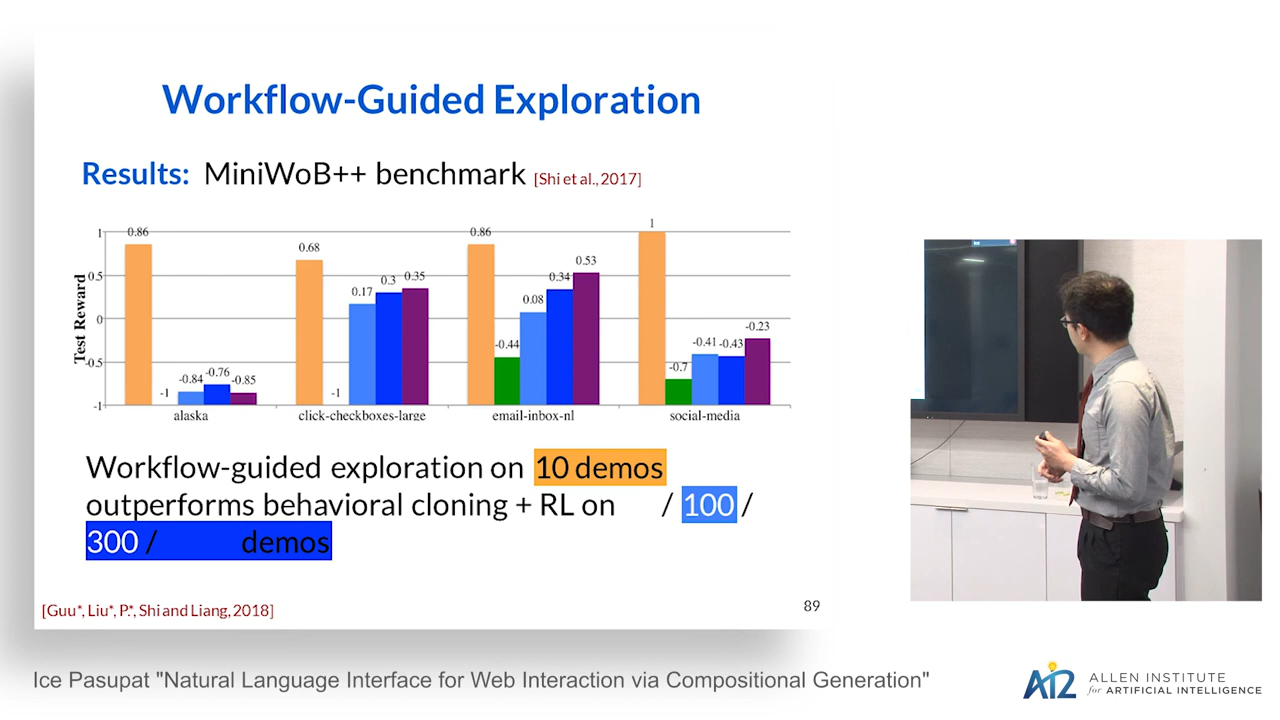 Workflow-Guided Exploration
Results: MiniWoB++ benchmark [Shi et al., 2017]
Test Reward
1
0.5
0
-0.5
-1
0.86
-1
-0.84
-0.76
-0.85
0.68
-1
0.17
0.3
0.35
0.86
-0.44
0.08
0.34
0.53
1
-0.7
-0.41
-0.43
-0.23
alaska
click-checkboxes-large
email-inbox-nl
social-media
Workflow-guided exploration on 10 demos
outperforms behavioral cloning + RL on / 100 /
300 / demos
[Guu*, Liu*, P.*, Shi and Liang, 2018]
89
Ice Pasupat "Natural Language Interface for Web Interaction via Compositional Generation"
AI2
ALLEN INSTITUTE
for ARTIFICIAL INTELLIGENCE